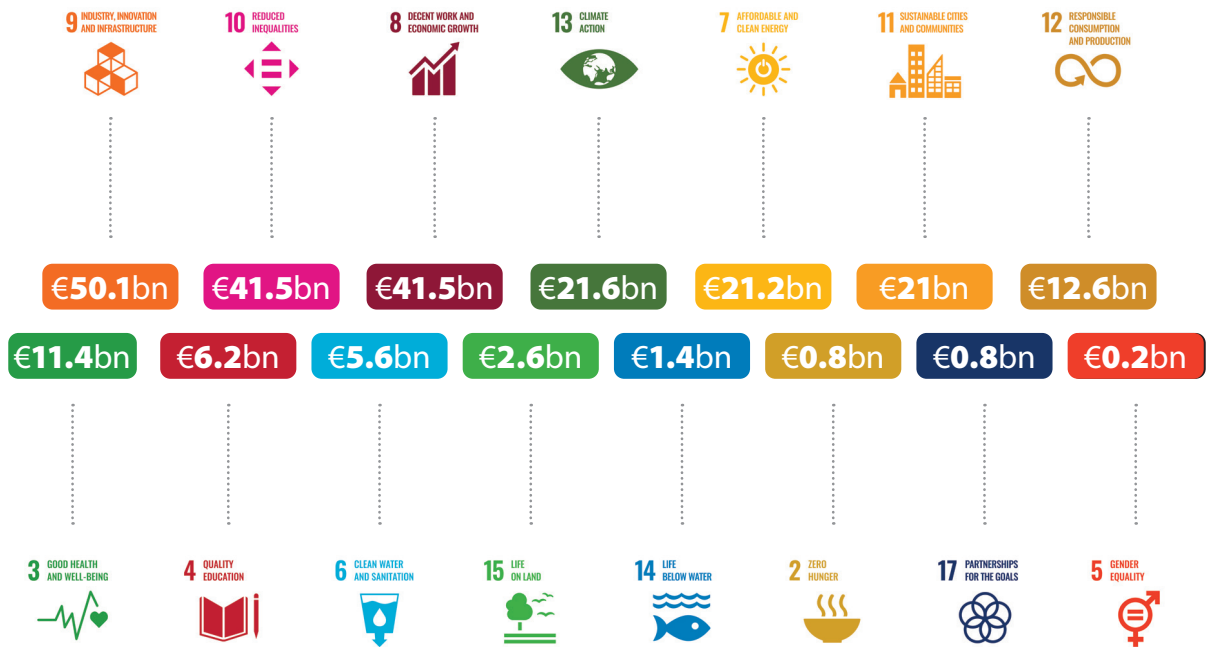 9 INDUSTRY, INNOVATION
AND INFRASTRUCTURE
10 REDUCED
INEQUALITIES
8 DECENT WORK AND
ECONOMIC GROWTH
13 CLIMATE
ACTION
7 AFFORDABLE AND
CLEAN ENERGY
11 SUSTAINABLE CITIES
AND COMMUNITIES
12 RESPONSIBLE
CONSUMPTION
AND PRODUCTION
€50.1bn
€41.5bn
€41.5bn
€21.6bn
€21.2bn
€21bn
€12.6bn
€11.4bn
€6.2bn
€5.6bn
€2.6bn
€1.4bn
€0.8bn
€0.8bn
€0.2bn
3 GOOD HEALTH
AND WELL-BEING
4 QUALITY
EDUCATION
6 CLEAN WATER
AND SANITATION
15 LIFE
ON LAND
14 LIFE
BELOW WATER
2 ZERO
HUNGER
17 PARTNERSHIPS
FOR THE GOALS
5 GENDER
EQUALITY